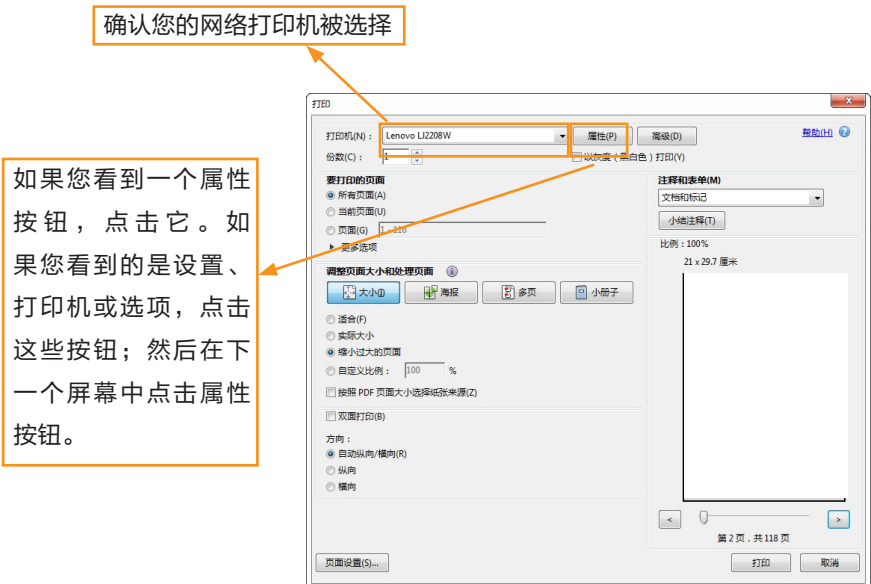 确认您的网络打印机被选择
打印
打印机(N)：
Lenovo LJ2208W
属性(P)
高级(D)
帮助(H)
份数(C)：
1
以灰度（黑白色）打印(Y)
如果您看到一个属性
按钮，点击它。如
果您看到的是设置、
打印机或选项，点击
这些按钮；然后在下
一个屏幕中点击属性
按钮。
要打印的页面
所有页面(A)
当前页面(U)
页面(G)
1 - 118
更多选项
调整页面大小和处理页面
大小(I)
海报
多页
小册子
适合(F)
实际大小
缩小过大的页面
自定义比例：
100
%
按照 PDF 页面大小选择纸张来源(Z)
双面打印(B)
方向：
自动纵向/横向(R)
纵向
横向
注释和表单(M)
文档和标记
小结注释(T)
比例：100%
21 x 29.7 厘米
<
>
第 2 页，共 118 页
页面设置(S)...
打印
取消